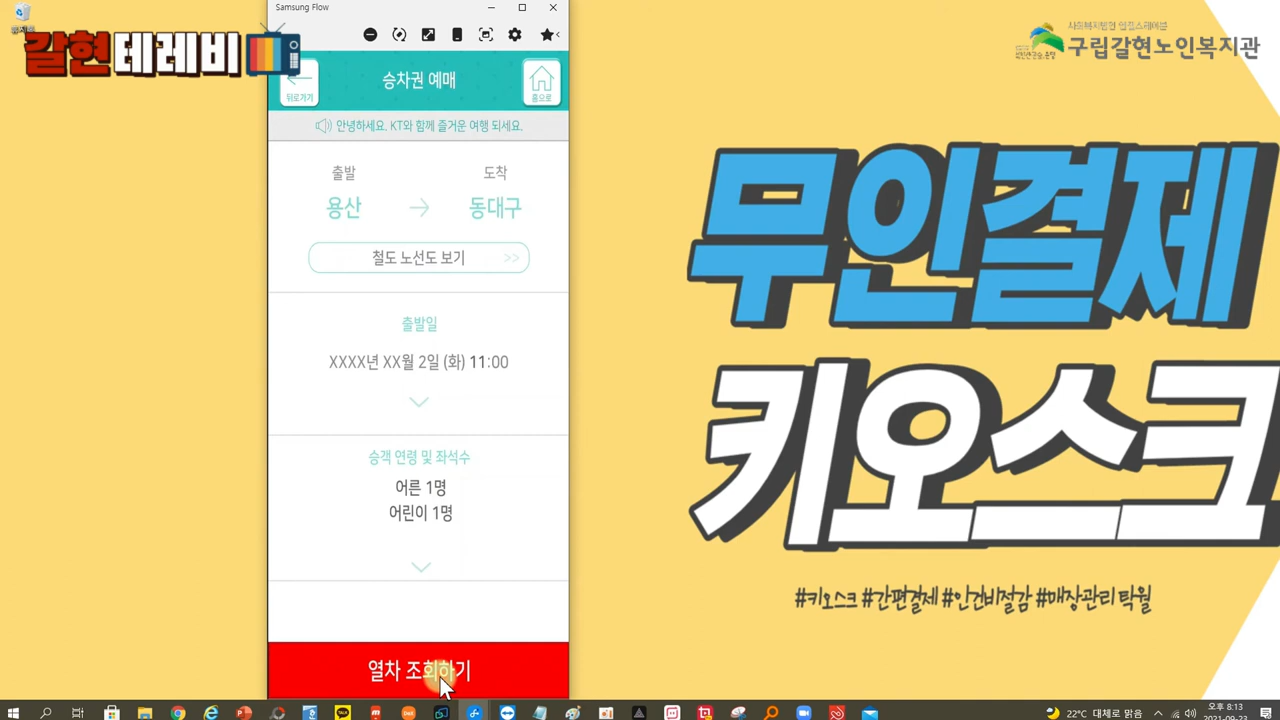 Samsung Flow
갈현테레비
뒤로가기
승차권 예매
홈으로
안녕하세요. KT와 함께 즐거운 여행 되세요.
출발
도착
용산
동대구
철도 노선도 보기 >>
출발일
XXXX년 XX월 2일 (화) 11:00
승객 연령 및 좌석수
어른 1명
어린이 1명
열차 조회하기
구립갈현노인복지관
무인결제
키오스크
#키오스크 #간편결제 #인건비절감 #매장관리 탁월
22°C 대체로 맑음
오후 8:13
2021-09-23